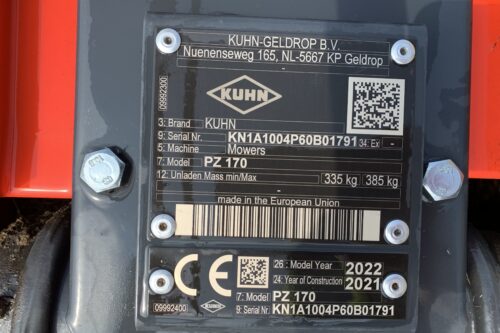 KUHN-GELDROP B.V.
Nuenenseweg 165, NL-5667 KP Geldrop
09992300
KUHN
3: Brand KUHN
9: Serial Nr. KN1A1004P60B01791 34: Ex -
5: Machine Mowers
7: Model PZ 170
12: Unladen Mass min/Max 335 kg 385 kg
- -
made in the European Union
CE
26: Model Year 2022
24: Year of Construction 2021
7: Model PZ 170
09992400 KUHN 9: Serial Nr. KN1A1004P60B01791